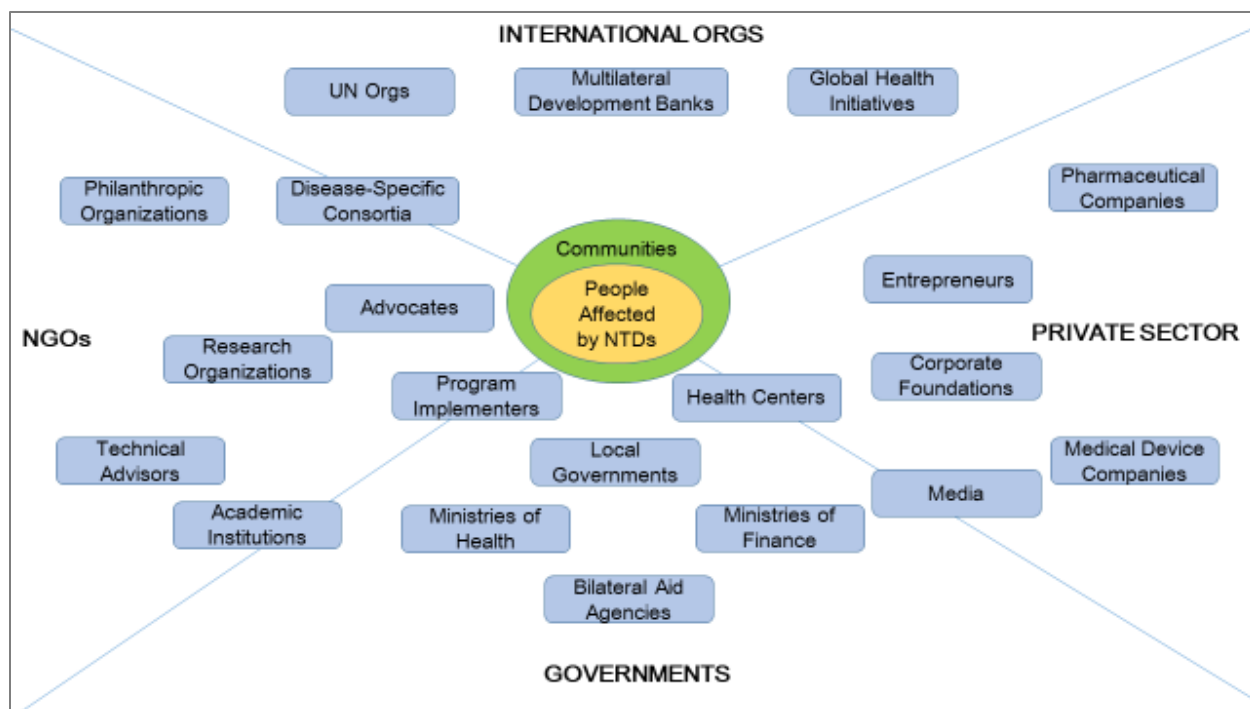 INTERNATIONAL ORGS
UN Orgs
Multilateral
Development Banks
Global Health
Initiatives
Philanthropic
Organizations
Disease-Specific
Consortia
Pharmaceutical
Companies
Communities
People
Affected
by NTDs
Entrepreneurs
Advocates
NGOs
PRIVATE SECTOR
Research
Organizations
Corporate
Foundations
Program
Implementers
Health Centers
Technical
Advisors
Local
Governments
Medical Device
Companies
Media
Academic
Institutions
Ministries of
Health
Ministries of
Finance
Bilateral Aid
Agencies
GOVERNMENTS